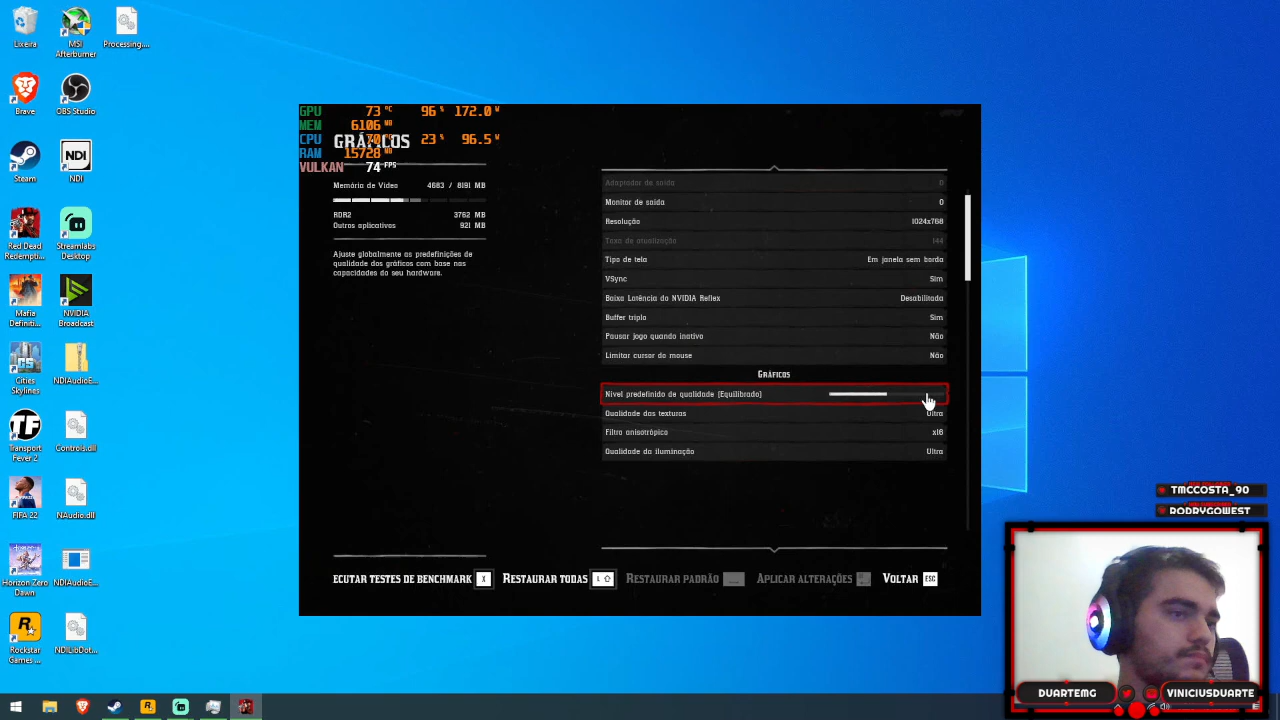 Lixeira
MSI Afterburner
Processing....
Brave
OBS Studio
Steam
NDI
NDI
Red Dead Redempti...
Streamlabs Desktop
Mafia Definiti...
NVIDIA Broadcast
Cities Skylines
NDIAudioE...
Transport Fever 2
Controls.dll
FIFA 22
NAudio.dll
Horizon Zero Dawn
NDIAudioE...
Rockstar Games ...
NDILibDot...
GPU 73 °C 96 % 172.0 W
MEM 6106 MB
CPU 23 % 96.5 W
RAM 15728 MB
VULKAN 74 FPS
GRÁFICOS
Memória de Vídeo 4683 / 8191 MB
RDR2 3762 MB
Outros aplicativos 921 MB
Ajuste globalmente as predefinições
de qualidade dos gráficos com base nas
capacidades do seu hardware.
Adaptador de saída 0
Monitor de saída 0
Resolução 1024x768
Taxa de atualização 144
Tipo de tela Em janela sem borda
VSync Sim
Baixa Latência do NVIDIA Reflex Desabilitada
Buffer triplo Sim
Pausar jogo quando inativo Não
Limitar cursor do mouse Não
Gráficos
Nível predefinido de qualidade (Equilibrado)
Qualidade das texturas Ultra
Filtro anisotrópico x16
Qualidade da iluminação Ultra
ECUTAR TESTES DE BENCHMARK X RESTAURAR TODAS L RESTAURAR PADRÃO APLICAR ALTERAÇÕES VOLTAR ESC
TMCCOSTA_90
RODRYGOWEST
DUARTEMG
VINICIUSDUARTE